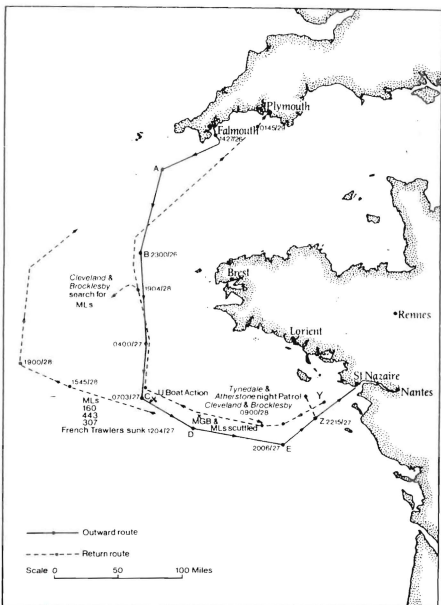 Plymouth
Falmouth
0145/29
1427/26
A
B 2300/26
Cleveland &
Brocklesby
search for
MLs
1904/28
Brest
Rennes
0400/27
Lorient
1900/28
1545/28
0703/27
C
U Boat Action
Tynedale &
Atherstone night Patrol
Cleveland & Brocklesby
0900/28
Y
St Nazaire
Nantes
MLs
160
443
307
French Trawlers sunk 1204/27
MGB &
MLs scuttled
D
Z 2215/27
2006/27
E
Outward route
Return route
Scale 0 50 100 Miles